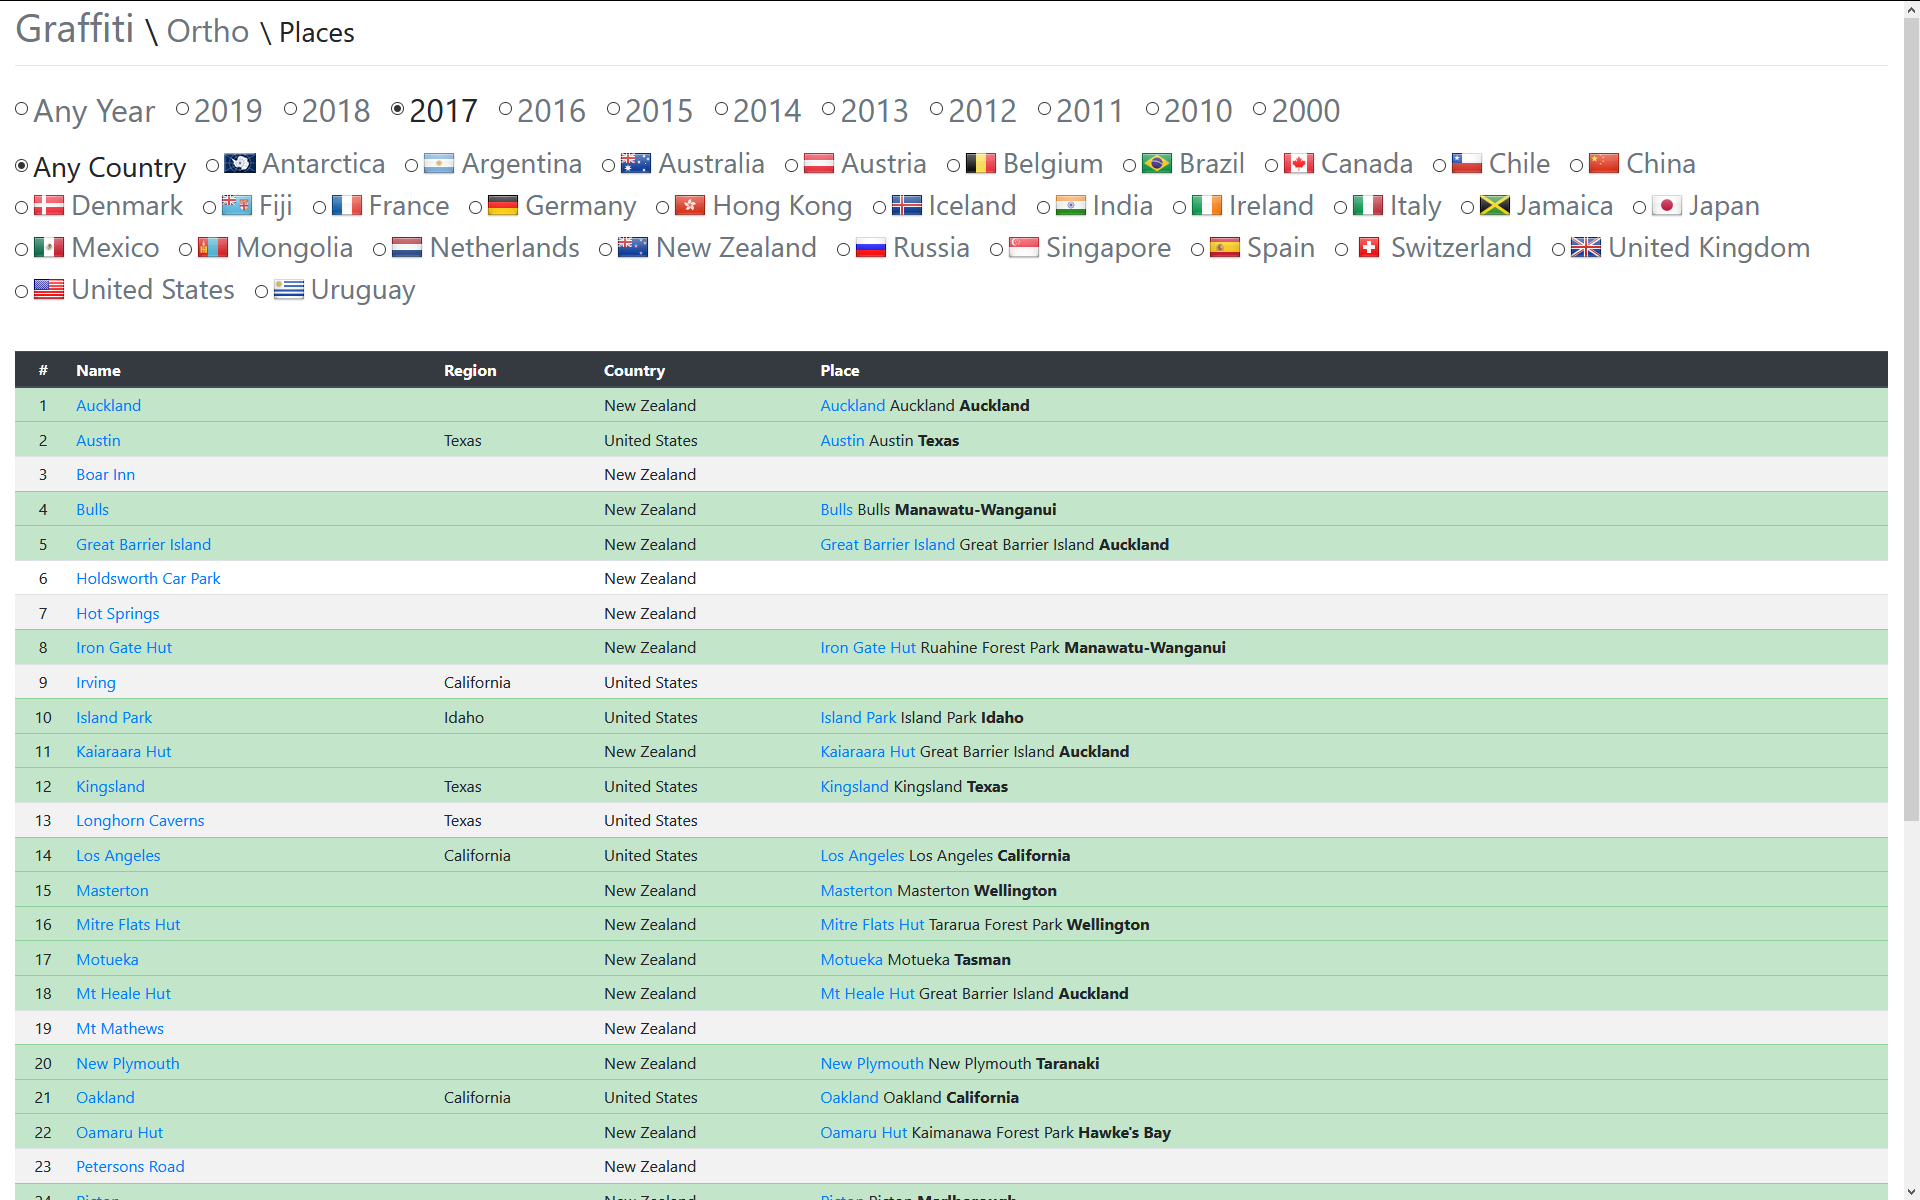 Graffiti \ Ortho \ Places
Any Year 2019 2018 2017 2016 2015 2014 2013 2012 2011 2010 2000
Any Country Antarctica Argentina Australia Austria Belgium Brazil Canada Chile China
Denmark Fiji France Germany Hong Kong Iceland India Ireland Italy Jamaica Japan
Mexico Mongolia Netherlands New Zealand Russia Singapore Spain Switzerland United Kingdom
United States Uruguay
# Name Region Country Place
1 Auckland New Zealand Auckland Auckland Auckland
2 Austin Texas United States Austin Austin Texas
3 Boar Inn New Zealand
4 Bulls New Zealand Bulls Bulls Manawatu-Wanganui
5 Great Barrier Island New Zealand Great Barrier Island Great Barrier Island Auckland
6 Holdsworth Car Park New Zealand
7 Hot Springs New Zealand
8 Iron Gate Hut New Zealand Iron Gate Hut Ruahine Forest Park Manawatu-Wanganui
9 Irving California United States
10 Island Park Idaho United States Island Park Island Park Idaho
11 Kaiaraara Hut New Zealand Kaiaraara Hut Great Barrier Island Auckland
12 Kingsland Texas United States Kingsland Kingsland Texas
13 Longhorn Caverns Texas United States
14 Los Angeles California United States Los Angeles Los Angeles California
15 Masterton New Zealand Masterton Masterton Wellington
16 Mitre Flats Hut New Zealand Mitre Flats Hut Tararua Forest Park Wellington
17 Motueka New Zealand Motueka Motueka Tasman
18 Mt Heale Hut New Zealand Mt Heale Hut Great Barrier Island Auckland
19 Mt Mathews New Zealand
20 New Plymouth New Zealand New Plymouth New Plymouth Taranaki
21 Oakland California United States Oakland Oakland California
22 Oamaru Hut New Zealand Oamaru Hut Kaimanawa Forest Park Hawke's Bay
23 Petersons Road New Zealand
24 Picton New Zealand Picton Picton Marlborough